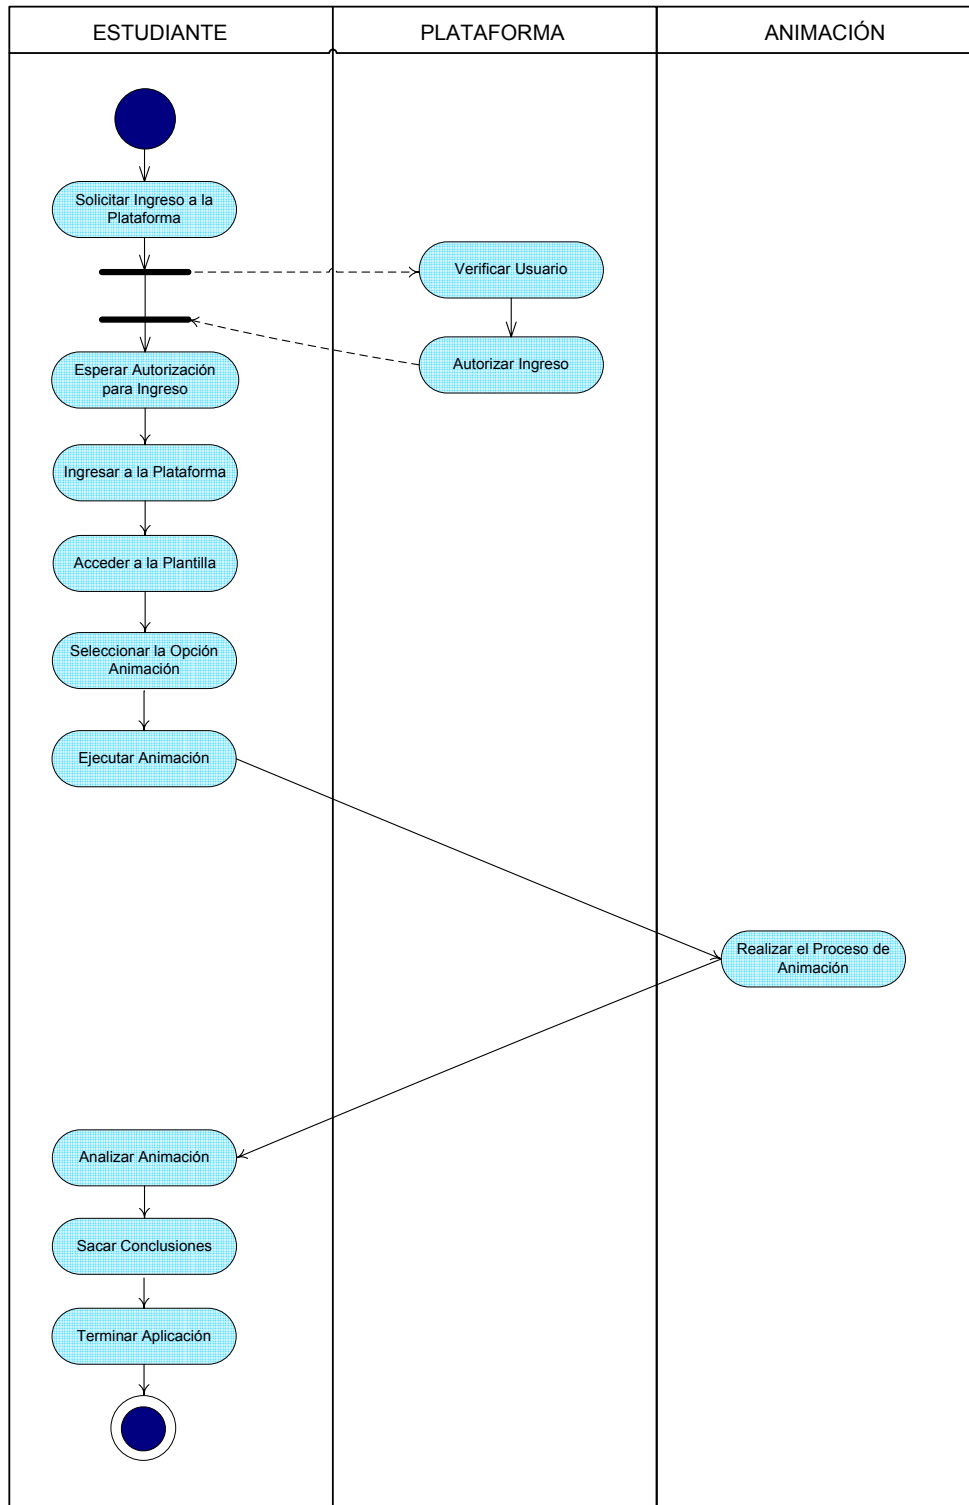 ESTUDIANTE
PLATAFORMA
ANIMACIÓN
Solicitar Ingreso a la
Plataforma
Verificar Usuario
Esperar Autorización
para Ingreso
Autorizar Ingreso
Ingresar a la Plataforma
Acceder a la Plantilla
Seleccionar la Opción
Animación
Ejecutar Animación
Realizar el Proceso de
Animación
Analizar Animación
Sacar Conclusiones
Terminar Aplicación